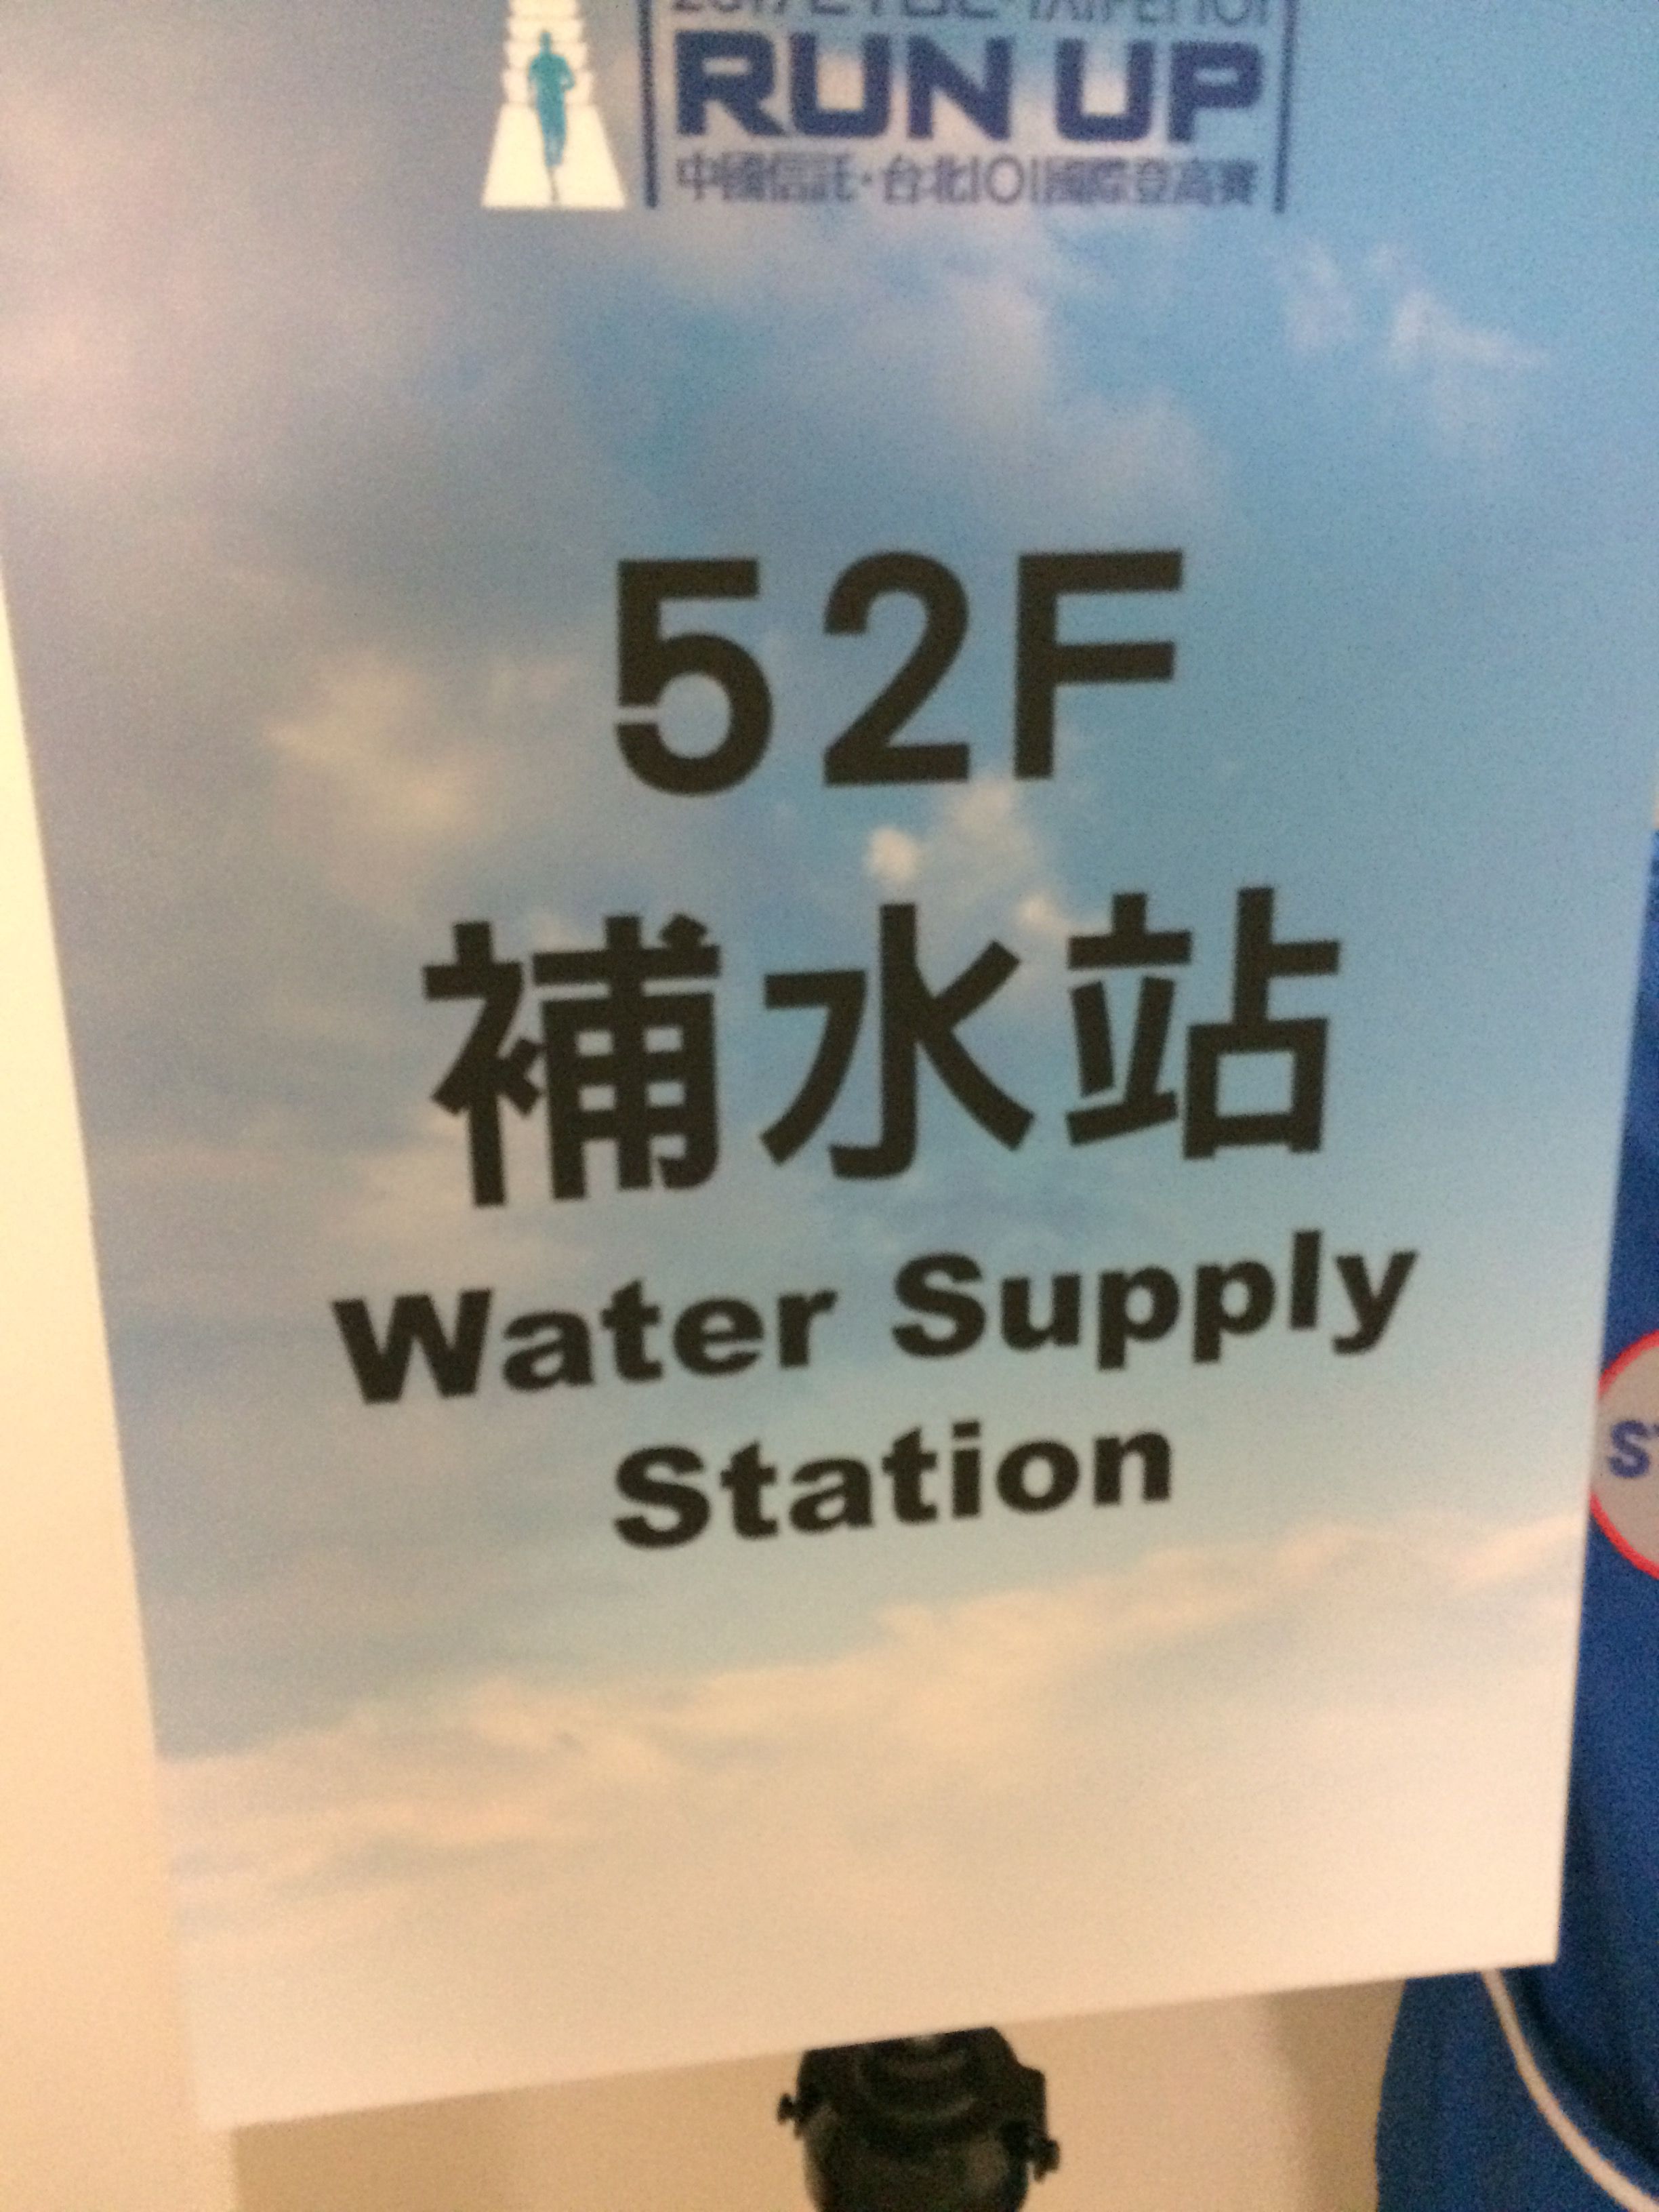 RUN UP
中國信託·台北101國際登高賽
52F
補水站
Water Supply
Station